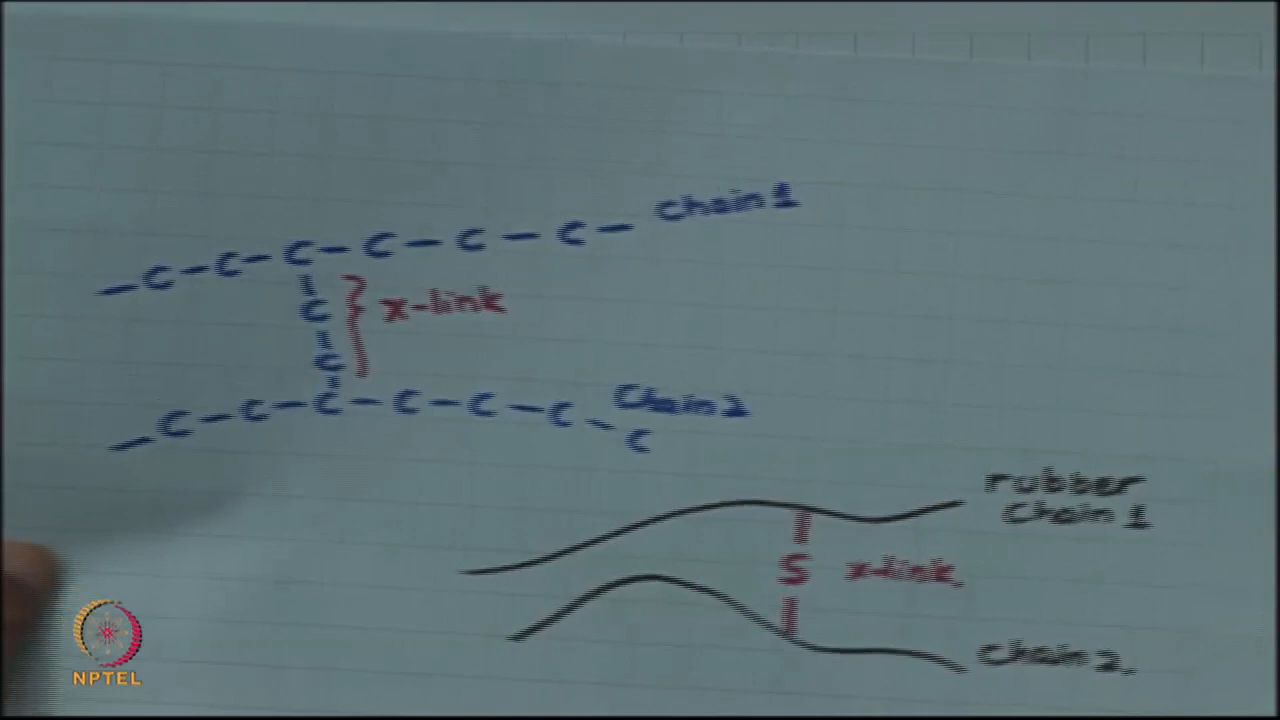 Chain 1
— C — C — C — C — C — C —
C
x-link
C
Chain 2
— C — C — C — C — C — C — C
rubber
Chain 1
S x-link
Chain 2
NPTEL